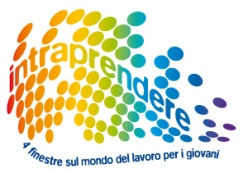 intraprendere
4 finestre sul mondo del lavoro per i giovani